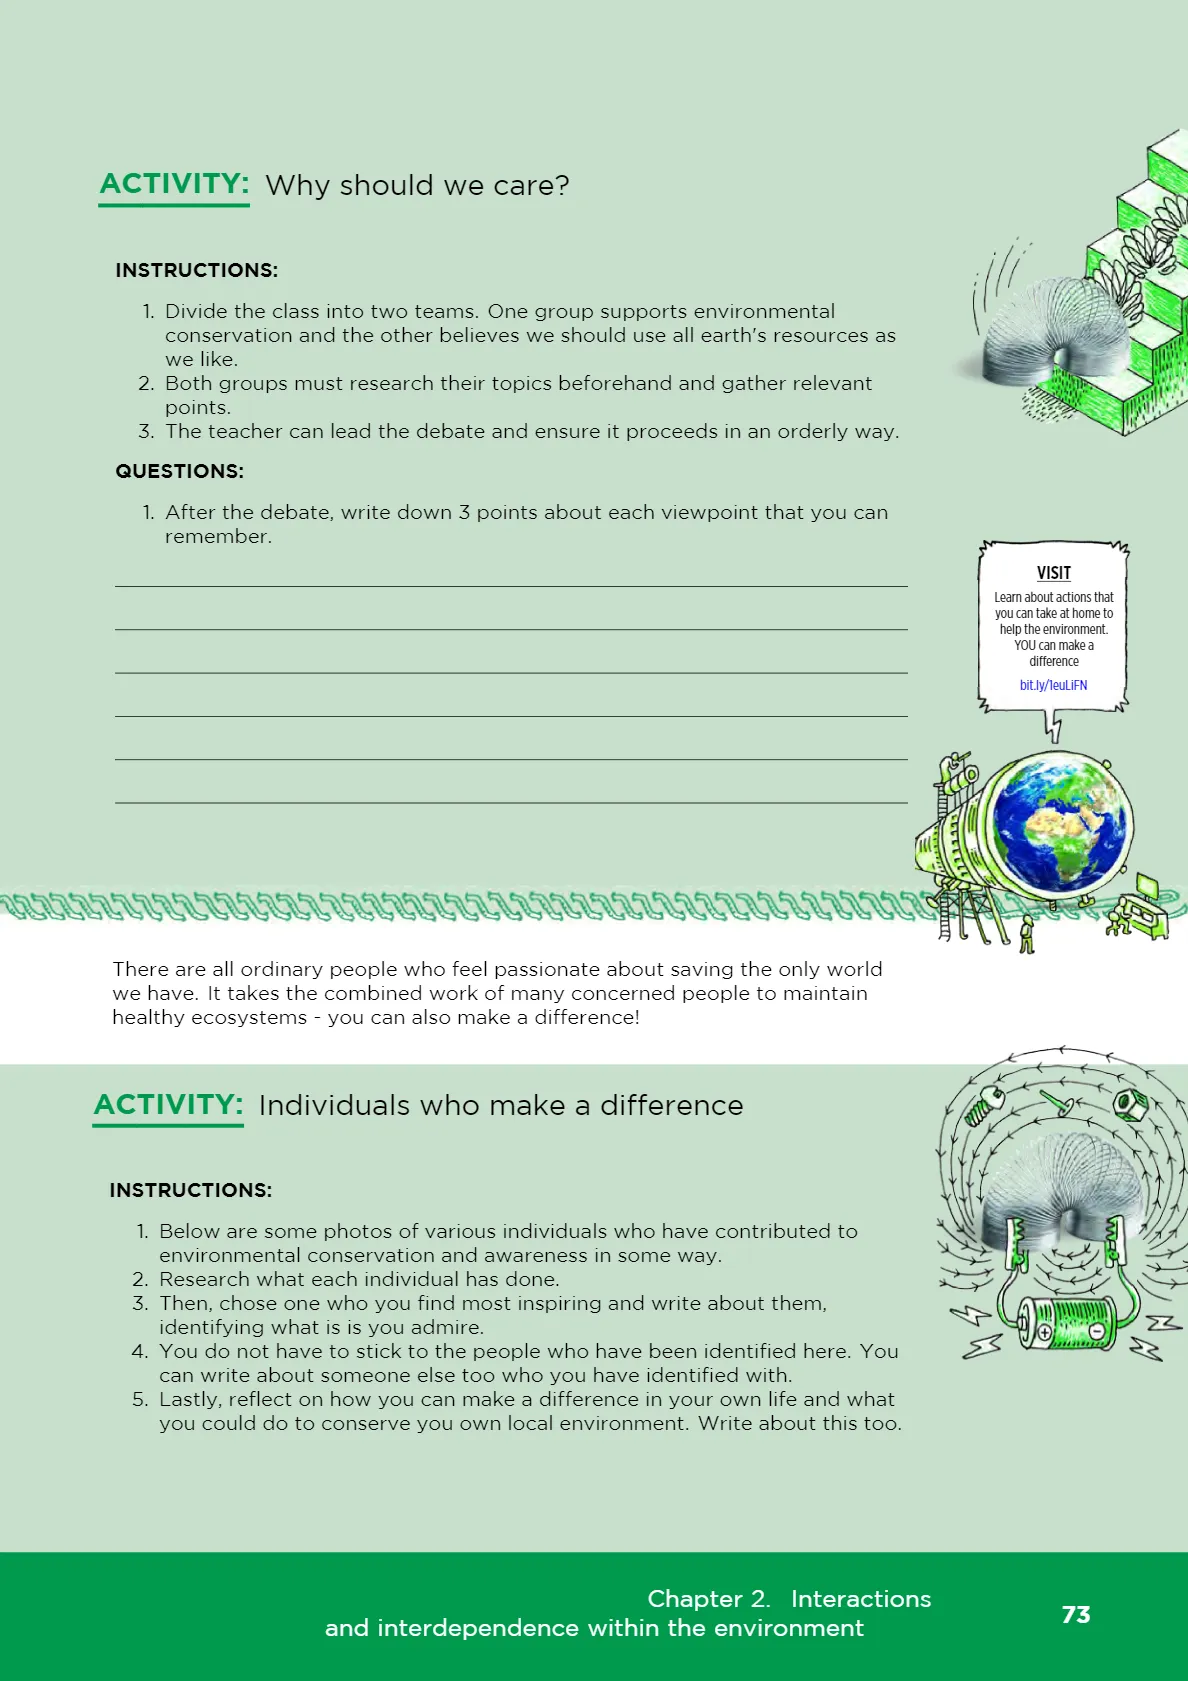 ACTIVITY: Why should we care?
INSTRUCTIONS:
1. Divide the class into two teams. One group supports environmental
conservation and the other believes we should use all earth's resources as
we like.
2. Both groups must research their topics beforehand and gather relevant
points.
3. The teacher can lead the debate and ensure it proceeds in an orderly way.
QUESTIONS:
1. After the debate, write down 3 points about each viewpoint that you can
remember.
VISIT
Learn about actions that
you can take at home to
help the environment.
YOU can make a
difference
bit.ly/1euLiFN
There are all ordinary people who feel passionate about saving the only world
we have. It takes the combined work of many concerned people to maintain
healthy ecosystems - you can also make a difference!
ACTIVITY: Individuals who make a difference
INSTRUCTIONS:
1. Below are some photos of various individuals who have contributed to
environmental conservation and awareness in some way.
2. Research what each individual has done.
3. Then, chose one who you find most inspiring and write about them,
identifying what is is you admire.
4. You do not have to stick to the people who have been identified here. You
can write about someone else too who you have identified with.
5. Lastly, reflect on how you can make a difference in your own life and what
you could do to conserve you own local environment. Write about this too.
+ -
Chapter 2. Interactions
and interdependence within the environment
73